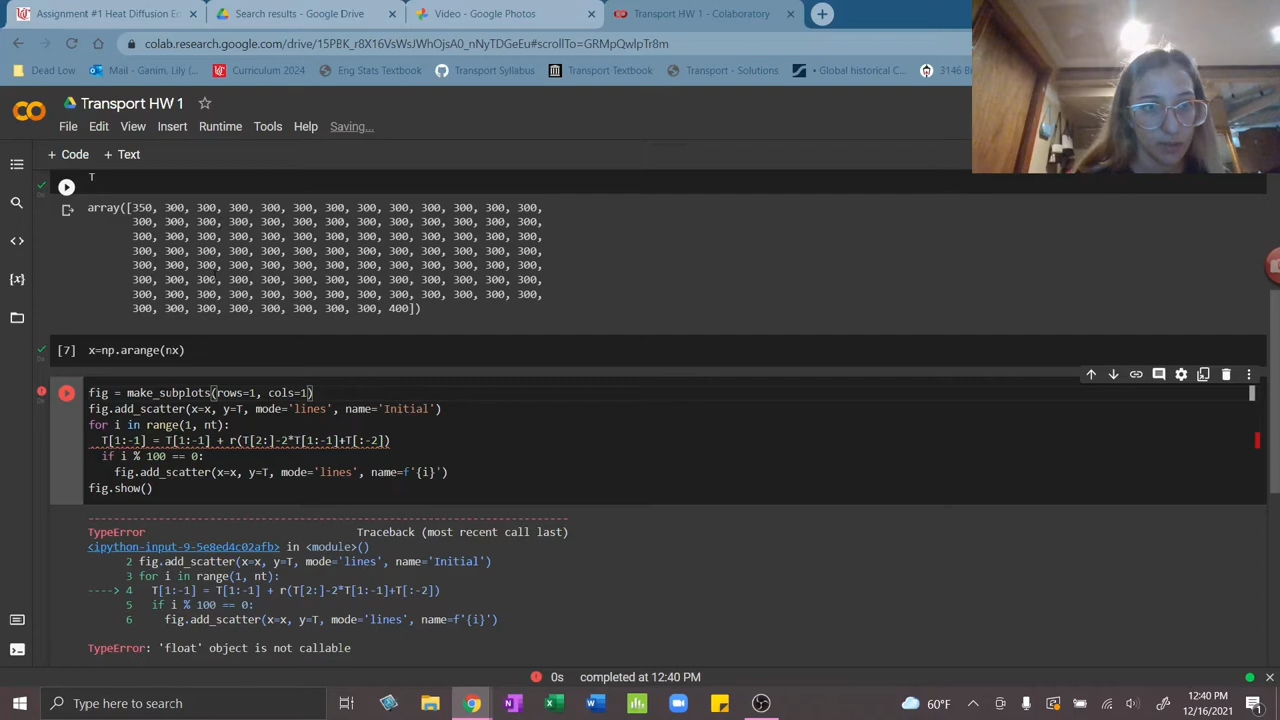 Assignment #1 Heat Diffusion E
Search results - Google Drive
Video - Google Photos
Transport HW 1 - Colaboratory
colab.research.google.com/drive/15PBK_r8X16VsWsJWhOjsA0_nNyTDGeEu#scrollTo=GRMpQwlpTr8m
Dead Low
Mail - Ganim, Lily (
Curriculum 2024
Eng Stats Textbook
Transport Syllabus
Transport Textbook
Transport - Solutions
• Global historical C...
3146 B
Transport HW 1
File Edit View Insert Runtime Tools Help Saving...
+ Code + Text
T
array([350, 300, 300, 300, 300, 300, 300, 300, 300, 300, 300, 300, 300,
300, 300, 300, 300, 300, 300, 300, 300, 300, 300, 300, 300, 300,
300, 300, 300, 300, 300, 300, 300, 300, 300, 300, 300, 300, 300,
300, 300, 300, 300, 300, 300, 300, 300, 300, 300, 300, 300, 300,
300, 300, 300, 300, 300, 300, 300, 300, 300, 300, 300, 300, 300,
300, 300, 300, 300, 300, 300, 300, 300, 300, 300, 300, 300, 300,
300, 300, 300, 300, 300, 300, 300, 300, 300, 300, 300, 300, 300,
300, 300, 300, 300, 300, 300, 300, 300, 400])
[7] x=np.arange(nx)
fig = make_subplots(rows=1, cols=1)
fig.add_scatter(x=x, y=T, mode='lines', name='Initial')
for i in range(1, nt):
T[1:-1] = T[1:-1] + r(T[2:]-2*T[1:-1]+T[:-2])
if i % 100 == 0:
fig.add_scatter(x=x, y=T, mode='lines', name=f'{i}')
fig.show()
TypeError Traceback (most recent call last)
<ipython-input-9-5e8ed4c02afb> in <module>()
2 fig.add_scatter(x=x, y=T, mode='lines', name='Initial')
3 for i in range(1, nt):
----> 4 T[1:-1] = T[1:-1] + r(T[2:]-2*T[1:-1]+T[:-2])
5 if i % 100 == 0:
6 fig.add_scatter(x=x, y=T, mode='lines', name=f'{i}')
TypeError: 'float' object is not callable
0s completed at 12:40 PM
Type here to search
60°F
12:40 PM
12/16/2021